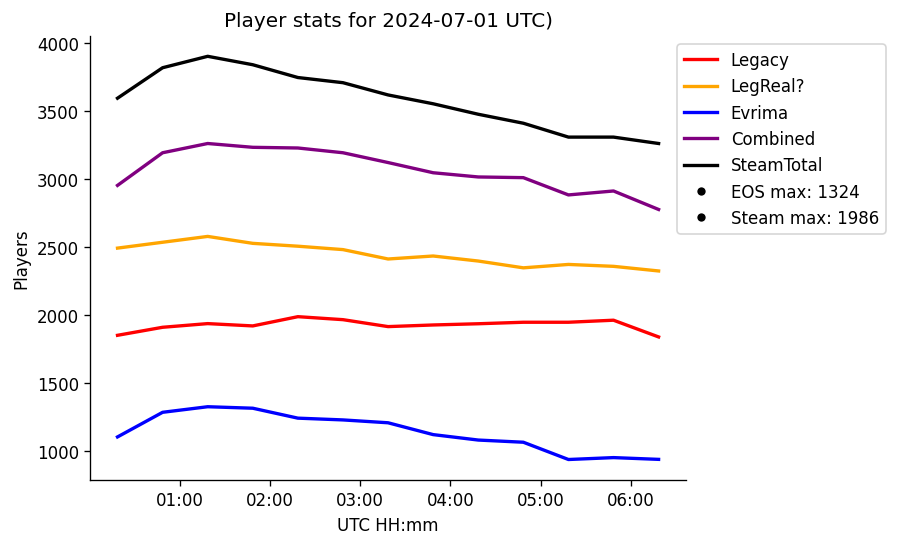 Player stats for 2024-07-01 UTC)
4000
3500
3000
2500
2000
1500
1000
Players
01:00 02:00 03:00 04:00 05:00 06:00
UTC HH:mm
Legacy
LegReal?
Evrima
Combined
SteamTotal
EOS max: 1324
Steam max: 1986